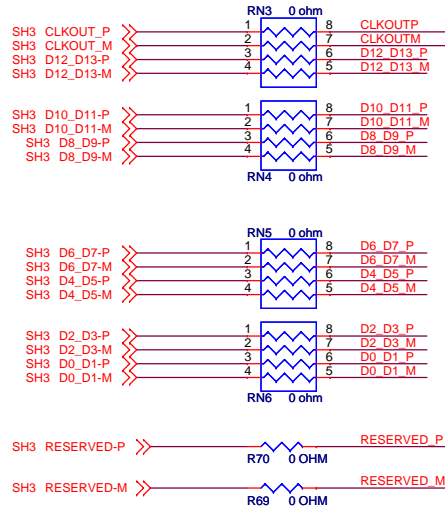 RN3 0 ohm
SH3 CLKOUT_P 1 8 CLKOUTP
SH3 CLKOUT_M 2 7 CLKOUTM
SH3 D12_D13-P 3 6 D12_D13_P
SH3 D12_D13-M 4 5 D12_D13_M
SH3 D10_D11-P 1 8 D10_D11_P
SH3 D10_D11-M 2 7 D10_D11_M
SH3 D8_D9-P 3 6 D8_D9_P
SH3 D8_D9-M 4 5 D8_D9_M
RN4 0 ohm
RN5 0 ohm
SH3 D6_D7-P 1 8 D6_D7_P
SH3 D6_D7-M 2 7 D6_D7_M
SH3 D4_D5-P 3 6 D4_D5_P
SH3 D4_D5-M 4 5 D4_D5_M
SH3 D2_D3-P 1 8 D2_D3_P
SH3 D2_D3-M 2 7 D2_D3_M
SH3 D0_D1-P 3 6 D0_D1_P
SH3 D0_D1-M 4 5 D0_D1_M
RN6 0 ohm
SH3 RESERVED-P RESERVED_P
R70 0 OHM
SH3 RESERVED-M RESERVED_M
R69 0 OHM